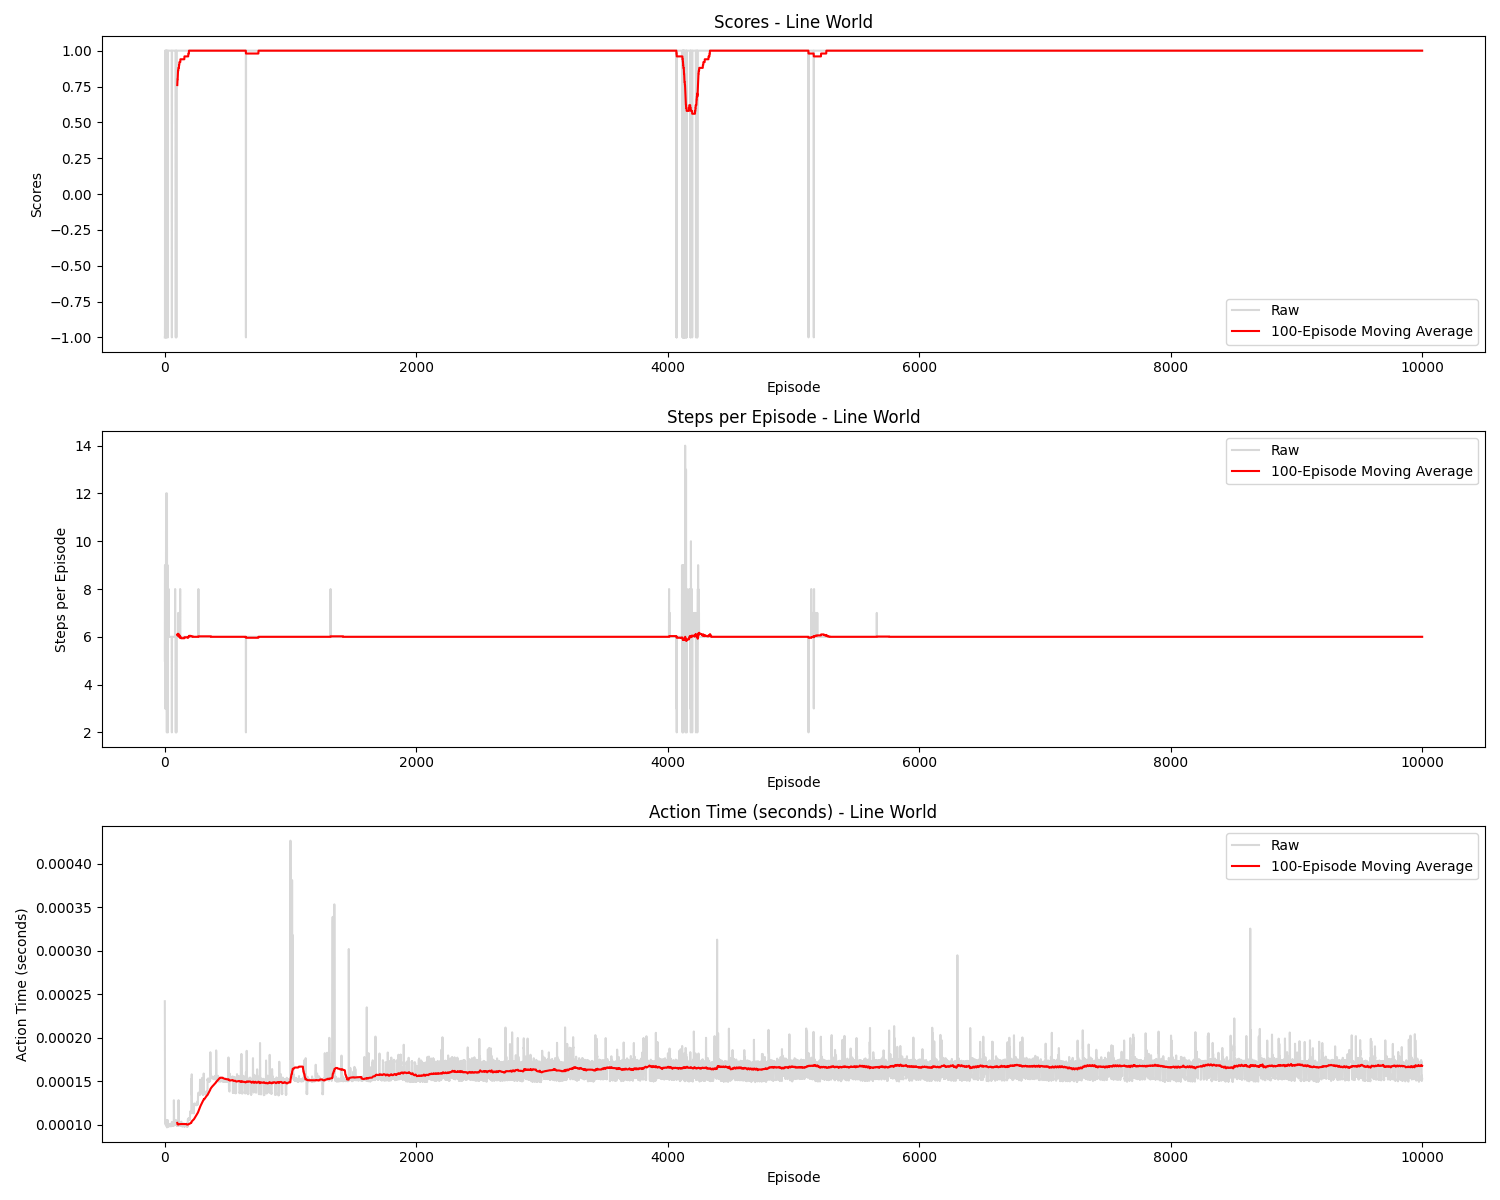 Scores - Line World
Scores
1.00
0.75
0.50
0.25
0.00
−0.25
−0.50
−0.75
−1.00
Raw
100-Episode Moving Average
0 2000 4000 6000 8000 10000
Episode
Steps per Episode - Line World
Steps per Episode
14
12
10
8
6
4
2
Raw
100-Episode Moving Average
0 2000 4000 6000 8000 10000
Episode
Action Time (seconds) - Line World
Action Time (seconds)
0.00040
0.00035
0.00030
0.00025
0.00020
0.00015
0.00010
Raw
100-Episode Moving Average
0 2000 4000 6000 8000 10000
Episode